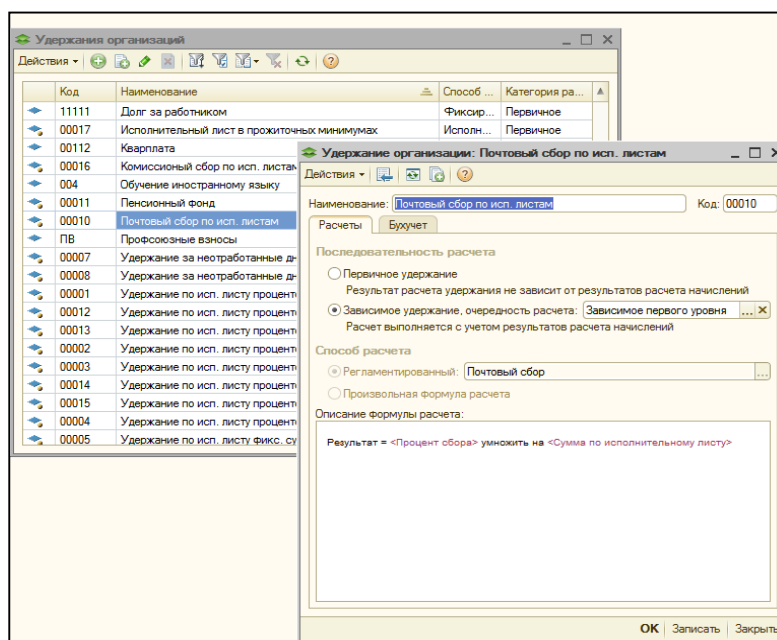 Удержания организаций
Действия
Код Наименование Способ ... Категория ра...
11111 Долг за работником Фиксир... Первичное
00017 Исполнительный лист в прожиточных минимумах Исполн... Первичное
00112 Квартплата
00016 Комиссионый сбор по исп. листам
004 Обучение иностранному языку
00011 Пенсионный фонд
00010 Почтовый сбор по исп. листам
ПВ Профсоюзные взносы
00007 Удержание за неотработанные дн
00008 Удержание за неотработанные дн
00001 Удержание по исп. листу процент
00012 Удержание по исп. листу процент
00013 Удержание по исп. листу процент
00002 Удержание по исп. листу процент
00003 Удержание по исп. листу процент
00014 Удержание по исп. листу процент
00015 Удержание по исп. листу процент
00004 Удержание по исп. листу процент
00005 Удержание по исп. листу фикс. су
Удержание организации: Почтовый сбор по исп. листам
Действия
Наименование: Почтовый сбор по исп. листам Код: 00010
Расчеты Бухучет
Последовательность расчета
Первичное удержание
Результат расчета удержания не зависит от результатов расчета начислений
Зависимое удержание, очередность расчета: Зависимое первого уровня ... X
Расчет выполняется с учетом результатов расчета начислений
Способ расчета
Регламентированный: Почтовый сбор ...
Произвольная формула расчета
Описание формулы расчета:
Результат = <Процент сбора> умножить на <Сумма по исполнительному листу>
OK Записать Закрыть